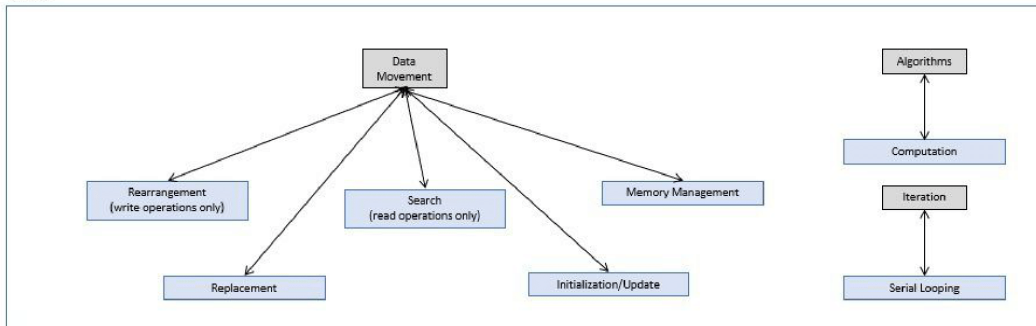 Data
Movement
Algorithms
Computation
Rearrangement
(write operations only)
Search
(read operations only)
Memory Management
Iteration
Replacement
Initialization/Update
Serial Looping